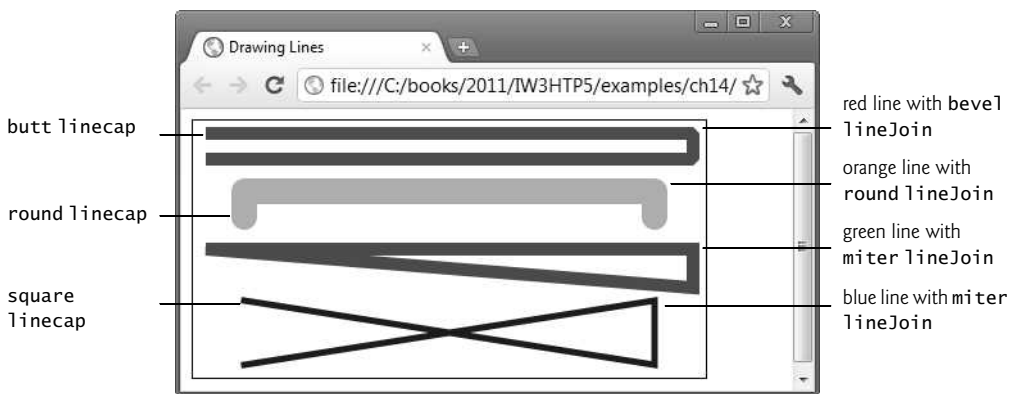 Drawing Lines
file:///C:/books/2011/IW3HTP5/examples/ch14/
butt linecap
round linecap
square
linecap
red line with bevel
lineJoin
orange line with
round lineJoin
green line with
miter lineJoin
blue line with miter
lineJoin